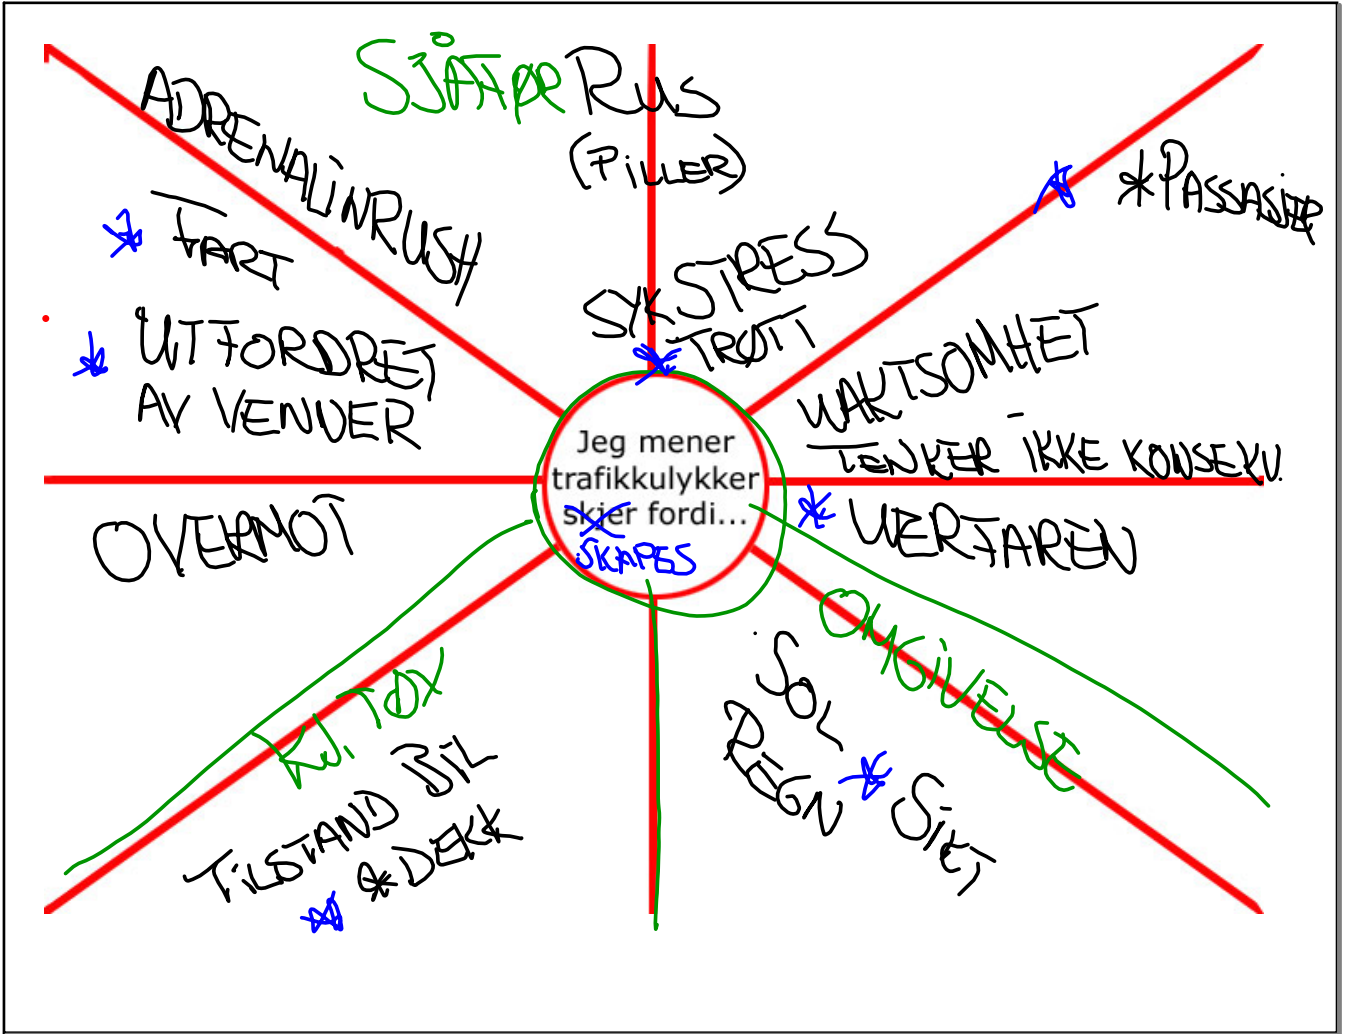 SJÅFØR
RUS
(PILLER)
ADRENALINRUSH
FART
UTFORDRET
AV VENNER
SYK STRESS
TRØTT
*PASSASJER
UAKTSOMHET
TENKER IKKE KONSEKV.
Jeg mener
trafikkulykker
skjer fordi...
SKAPES
OVERMOT
UERFAREN
OMGIVELSE
KJ.TØY
TILSTAND BIL
*DEKK
SOL
REGN
SIKT